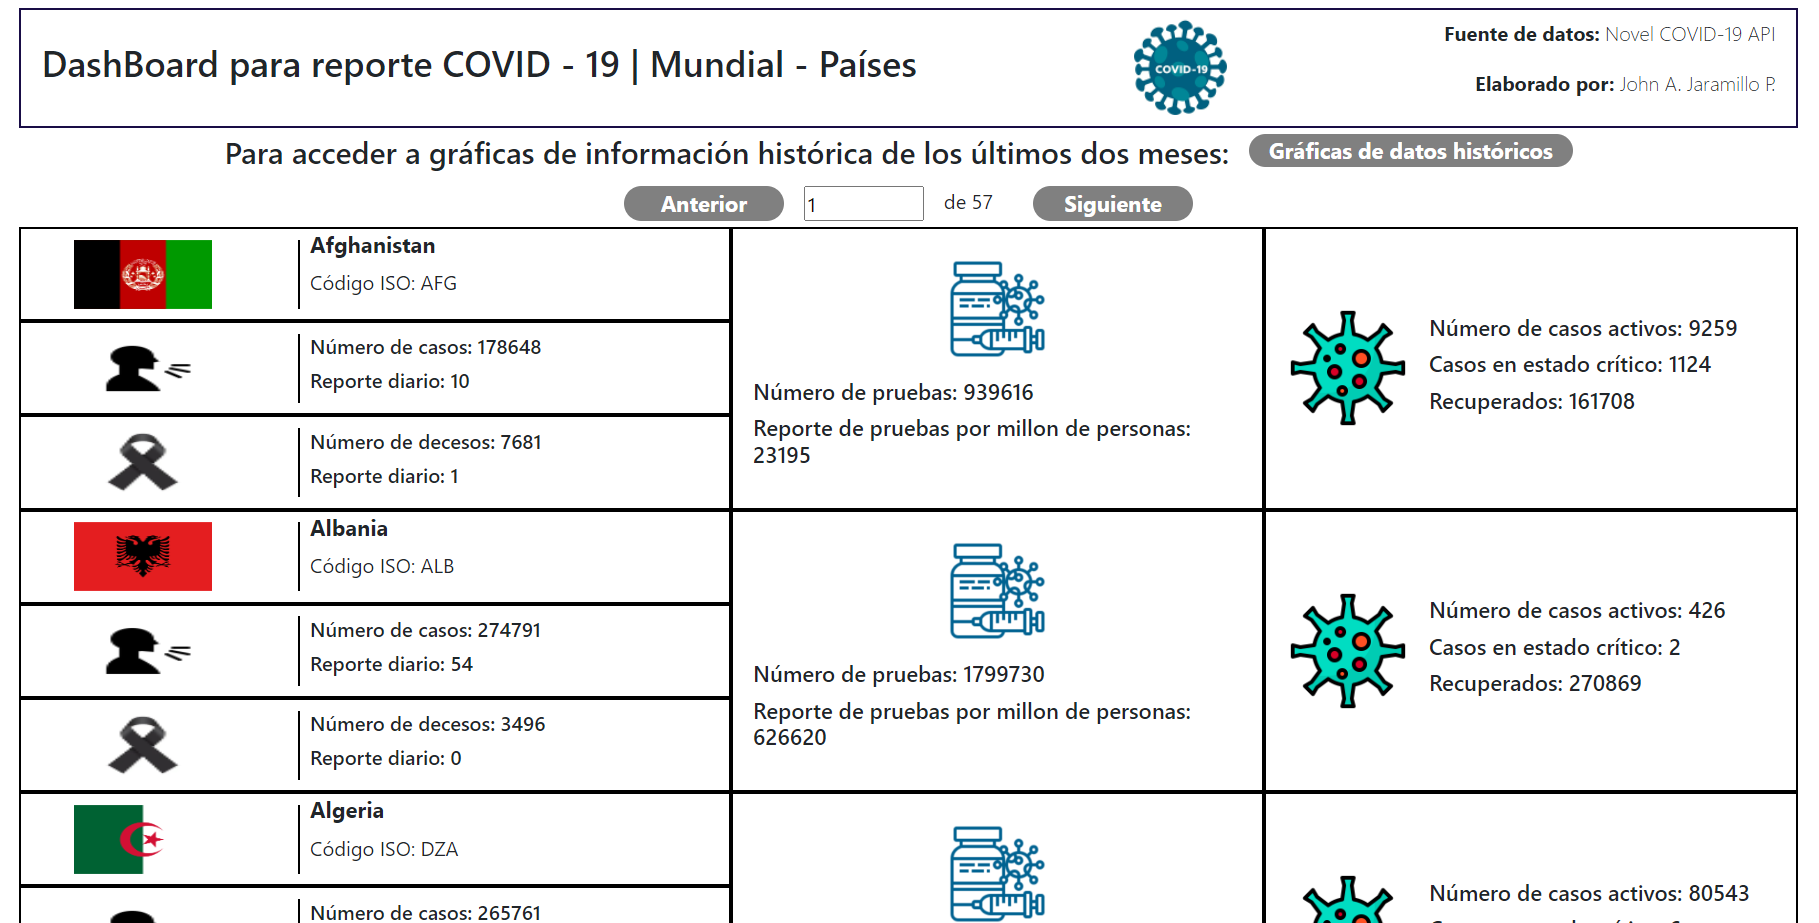 DashBoard para reporte COVID - 19 | Mundial - Países
COVID-19
Fuente de datos: Novel COVID-19 API
Elaborado por: John A. Jaramillo P.
Para acceder a gráficas de información histórica de los últimos dos meses:
Gráficas de datos históricos
Anterior
1
de 57
Siguiente
Afghanistan
Código ISO: AFG
Número de casos: 178648
Reporte diario: 10
Número de decesos: 7681
Reporte diario: 1
Número de pruebas: 939616
Reporte de pruebas por millon de personas:
23195
Número de casos activos: 9259
Casos en estado crítico: 1124
Recuperados: 161708
Albania
Código ISO: ALB
Número de casos: 274791
Reporte diario: 54
Número de decesos: 3496
Reporte diario: 0
Número de pruebas: 1799730
Reporte de pruebas por millon de personas:
626620
Número de casos activos: 426
Casos en estado crítico: 2
Recuperados: 270869
Algeria
Código ISO: DZA
Número de casos: 265761
Número de casos activos: 80543